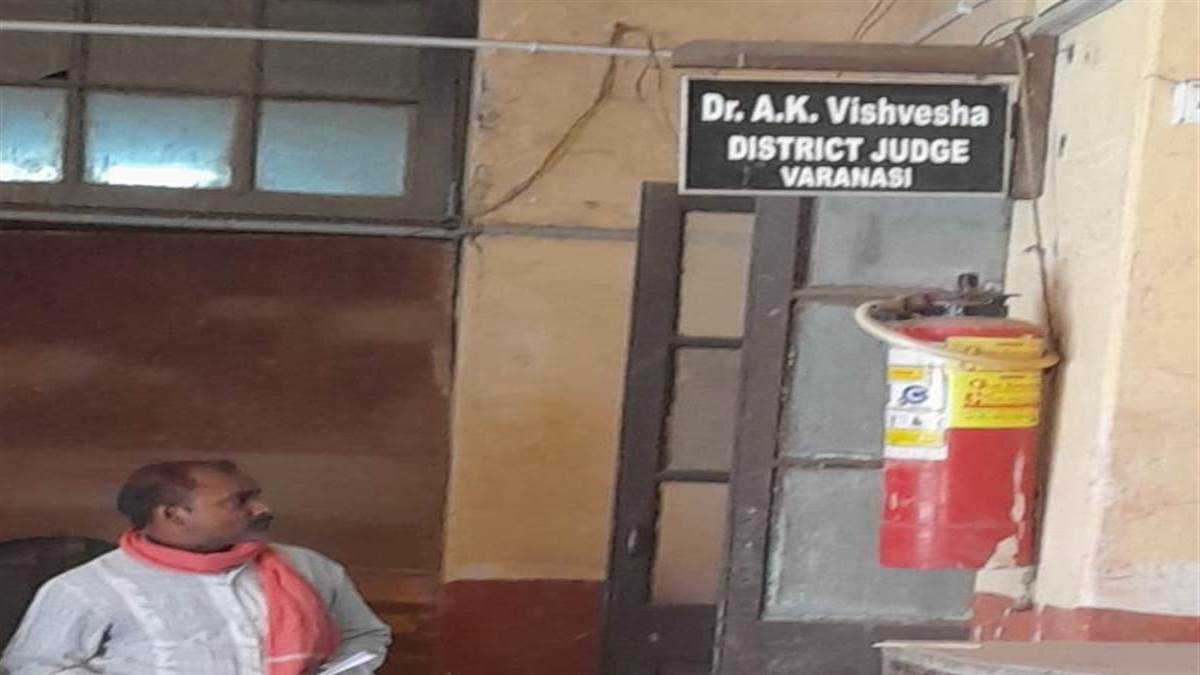 Dr. A.K. Vishvesha
DISTRICT JUDGE
VARANASI